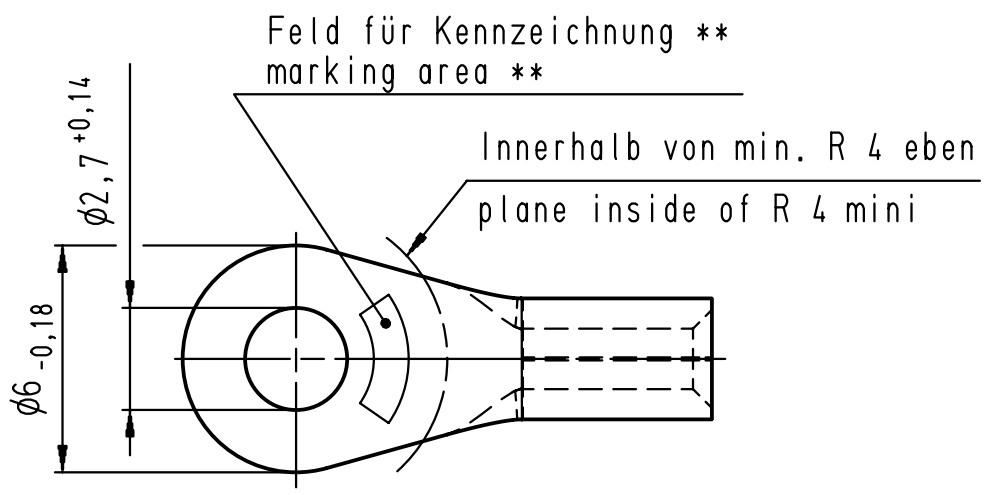 Feld für Kennzeichnung **
marking area **
Innerhalb von min. R 4 eben
plane inside of R 4 mini
ϕ2,7 +0,14
ϕ6 -0,18